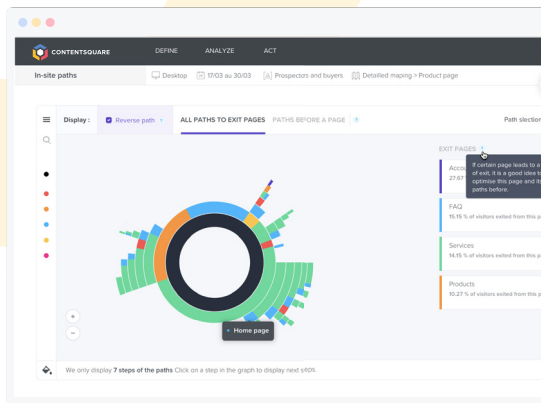 CONTENTSQUARE
DEFINE
ANALYZE
ACT
In-site paths
Desktop
17/03 au 30/03
Prospectors and buyers
Detailled maping > Product page
Display :
Reverse path
ALL PATHS TO EXIT PAGES
PATHS BEFORE A PAGE
Path slection
EXIT PAGES
If certain page leads to a
of exit, it is a good idea to
optimise this page and its
paths before.
FAQ
15.15 % of visitors exited from this p
Services
14.15 % of visitors exited from this p
Products
10.27 % of visitors exited from this p
Home page
We only display 7 steps of the paths Click on a step in the graph to display next steps